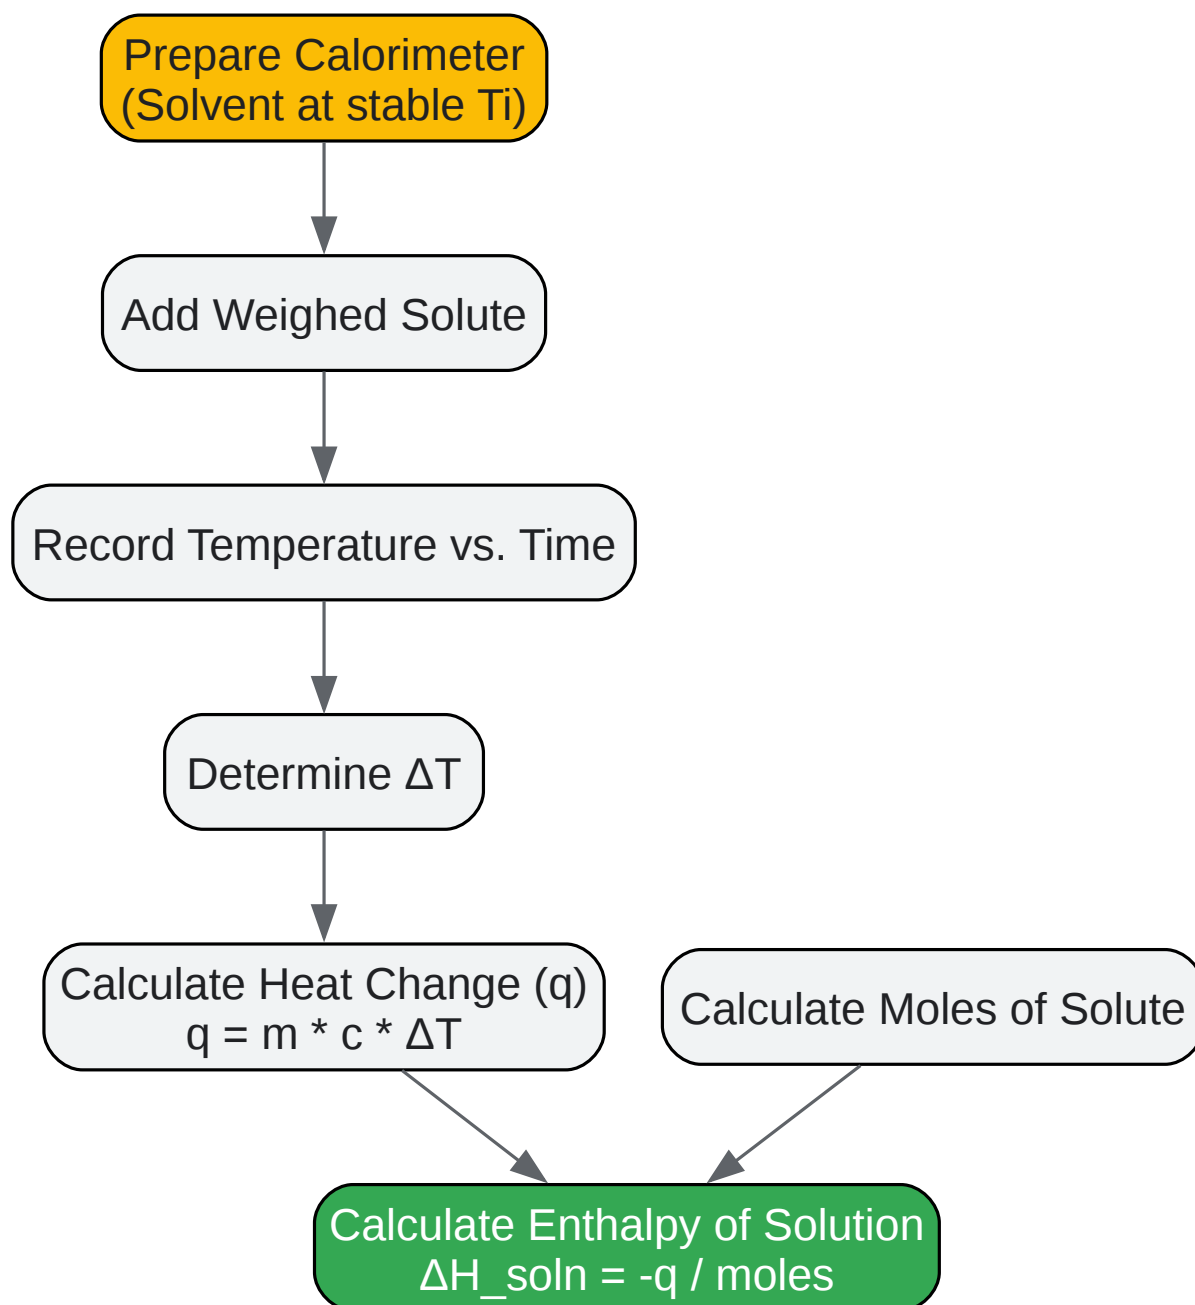 Prepare Calorimeter
(Solvent at stable Ti)
Add Weighed Solute
Record Temperature vs. Time
Determine ΔT
Calculate Heat Change (q)
q = m * c * ΔT
Calculate Moles of Solute
Calculate Enthalpy of Solution
ΔH_soln = -q / moles